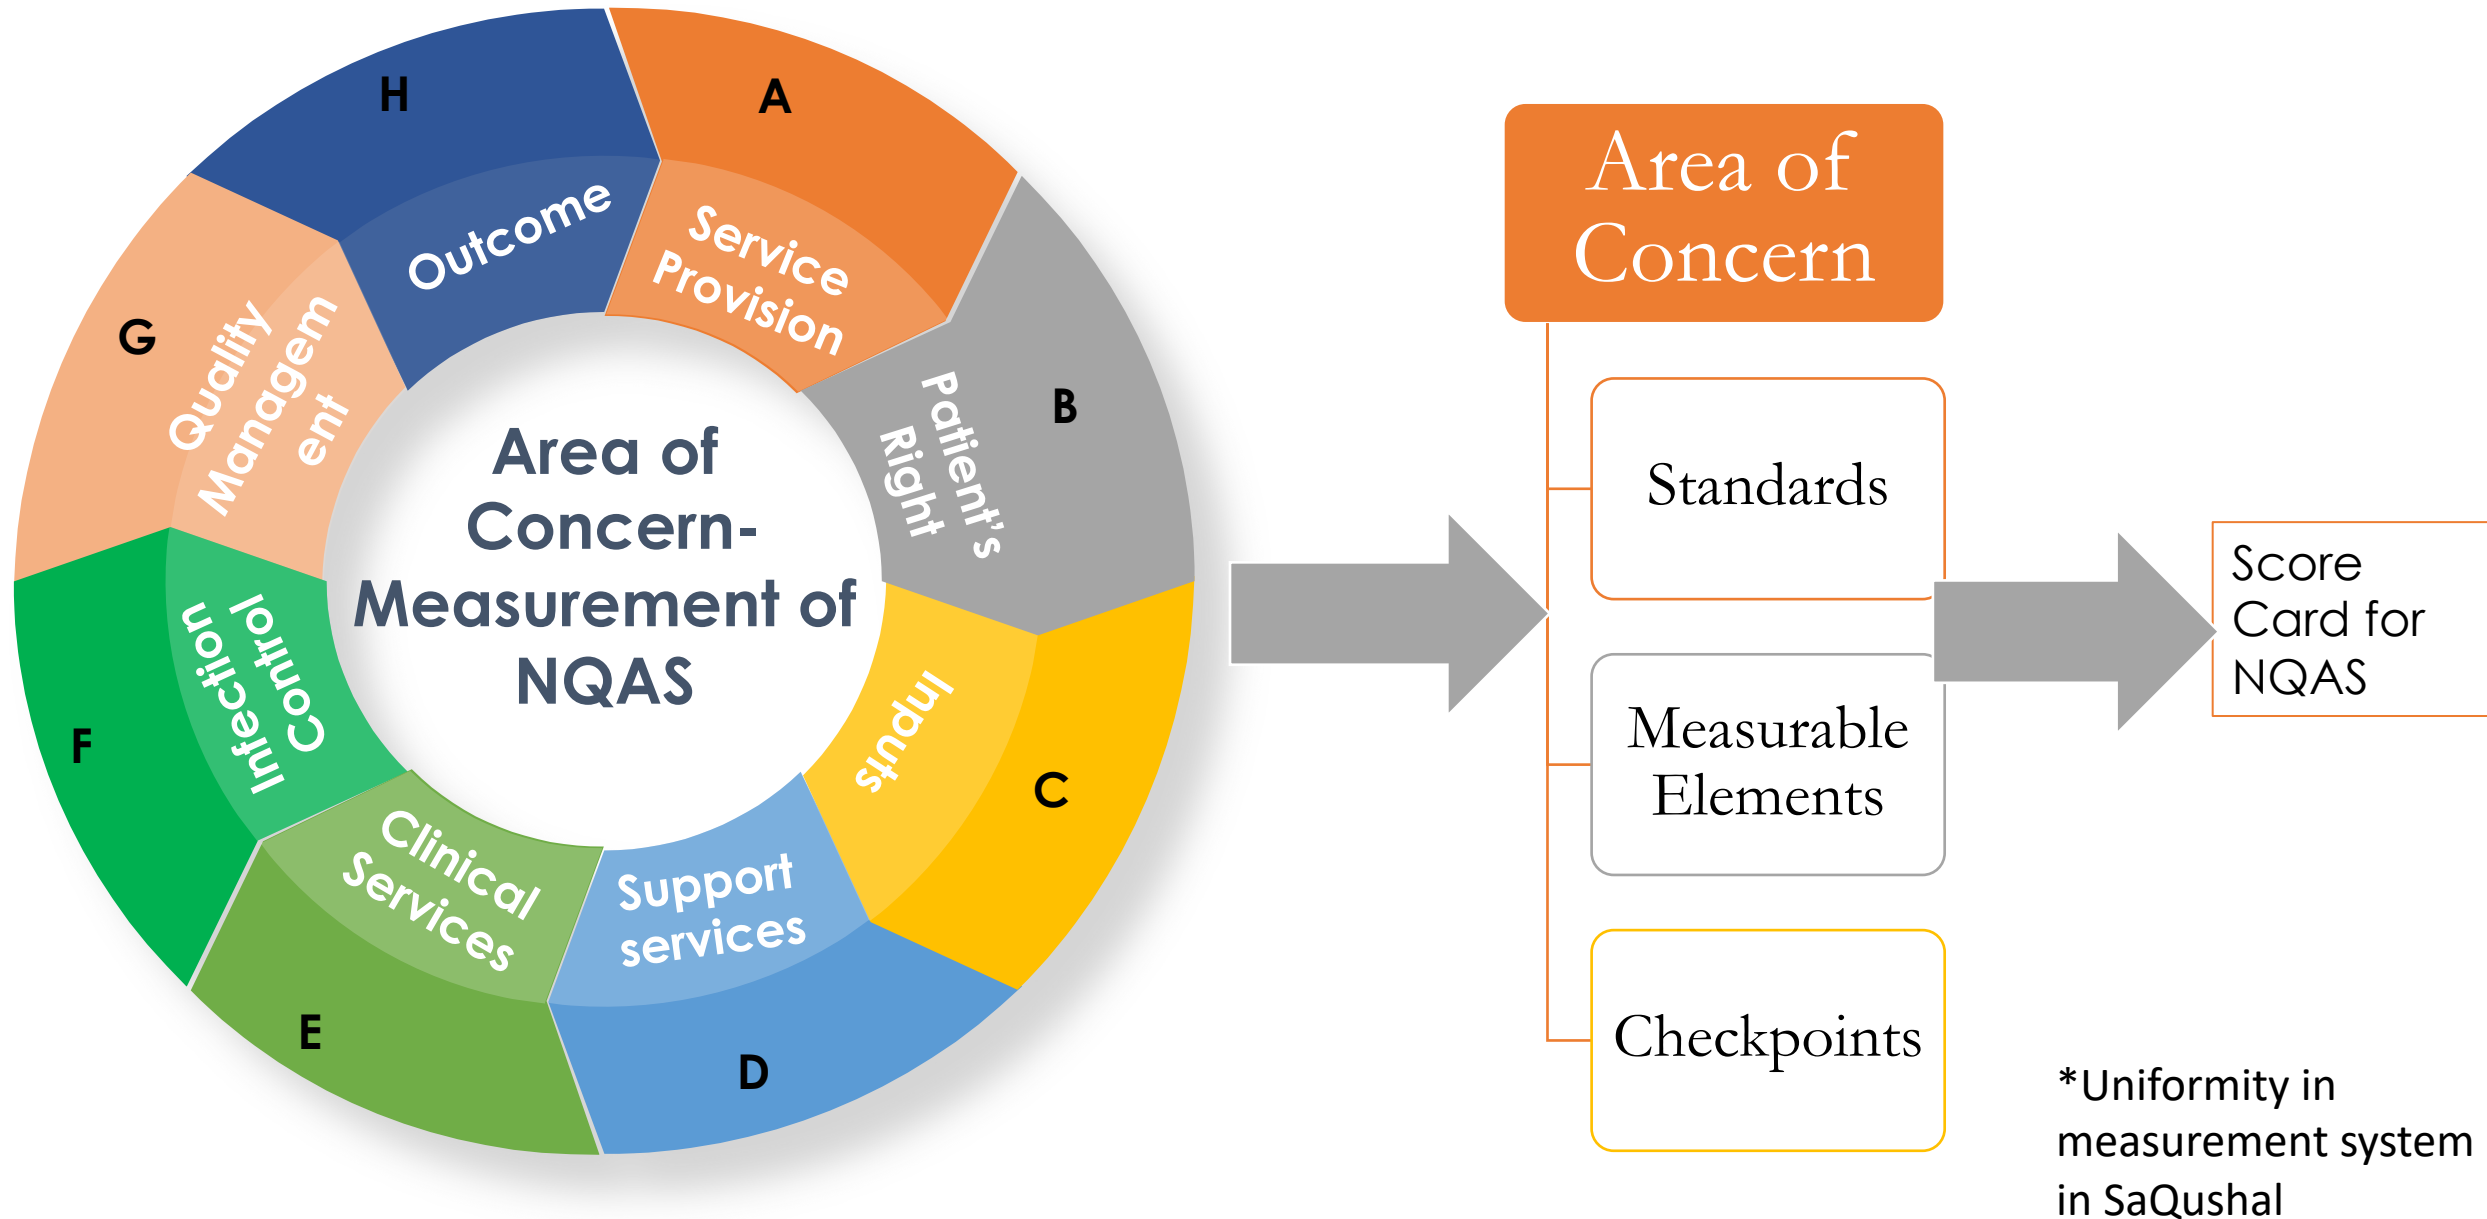 H
A
Outcome
Service
Provision
B
Patient's
Right
G
Quality
Managem
ent
Area of
Concern-
Measurement of
NQAS
F
Infection
Control
Inputs
C
Clinical
Services
E
Support
services
D
Area of
Concern
Standards
Measurable
Elements
Checkpoints
Score
Card for
NQAS
*Uniformity in
measurement system
in SaQushal